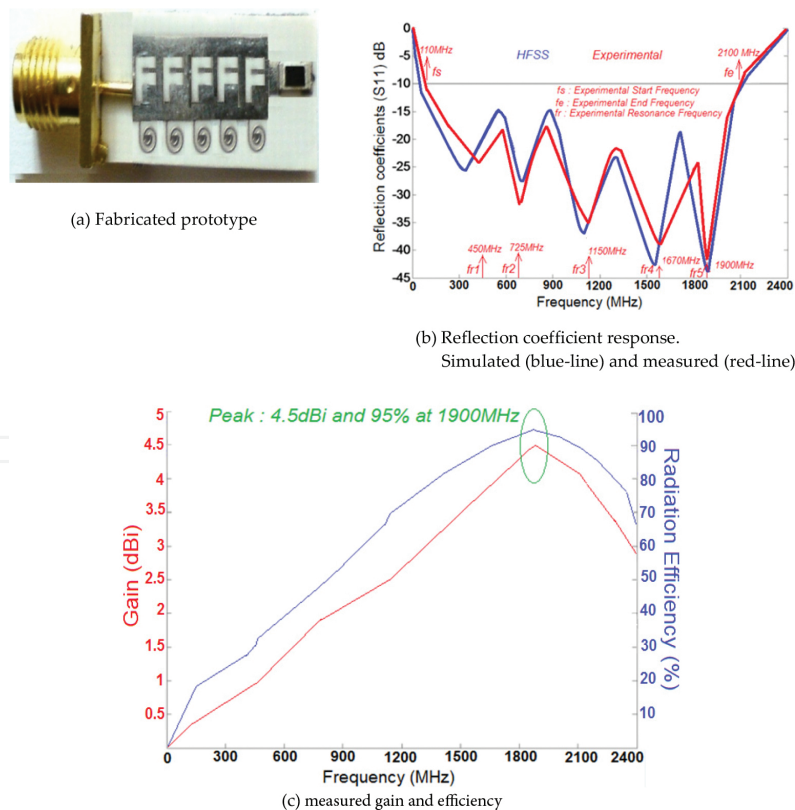 (a) Fabricated prototype
Reflection coefficients (S11) dB
0
-5
-10
-15
-20
-25
-30
-35
-40
-45
110MHz
fs
HFSS Experimental
2100 MHz
fe
fs : Experimental Start Frequency
fe : Experimental End Frequency
fr : Experimental Resonance Frequency
450MHz
fr1
725MHz
fr2
1150MHz
fr3
1670MHz
fr4
1900MHz
fr5
0 300 600 900 1200 1500 1800 2100 2400
Frequency (MHz)
(b) Reflection coefficient response.
Simulated (blue-line) and measured (red-line)
Peak : 4.5dBi and 95% at 1900MHz
Gain (dBi)
5
4.5
4
3.5
3
2.5
2
1.5
1
0.5
100
90
80
70
60
50
40
30
20
10
Radiation Efficiency (%)
0 300 600 900 1200 1500 1800 2100 2400
Frequency (MHz)
(c) measured gain and efficiency